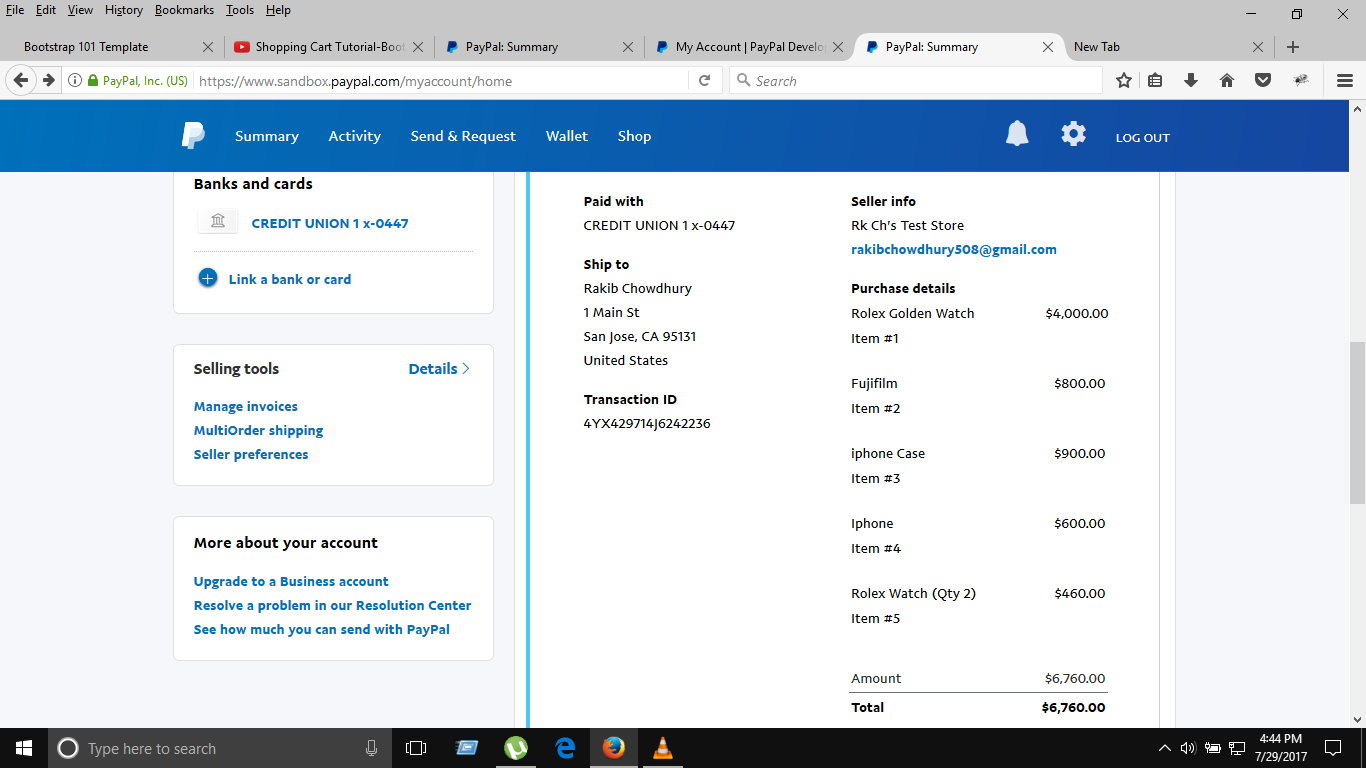 File Edit View History Bookmarks Tools Help
Bootstrap 101 Template
Shopping Cart Tutorial-Boot
PayPal: Summary
My Account | PayPal Develo
PayPal: Summary
New Tab
PayPal, Inc. (US)
https://www.sandbox.paypal.com/myaccount/home
Search
Summary
Activity
Send & Request
Wallet
Shop
LOG OUT
Banks and cards
CREDIT UNION 1 x-0447
Link a bank or card
Selling tools
Details
Manage invoices
MultiOrder shipping
Seller preferences
More about your account
Upgrade to a Business account
Resolve a problem in our Resolution Center
See how much you can send with PayPal
Paid with
CREDIT UNION 1 x-0447
Ship to
Rakib Chowdhury
1 Main St
San Jose, CA 95131
United States
Transaction ID
4YX429714J6242236
Seller info
Rk Ch's Test Store
rakibchowdhury508@gmail.com
Purchase details
Rolex Golden Watch $4,000.00
Item #1
Fujifilm $800.00
Item #2
iphone Case $900.00
Item #3
Iphone $600.00
Item #4
Rolex Watch (Qty 2) $460.00
Item #5
Amount $6,760.00
Total $6,760.00
Type here to search
4:44 PM
7/29/2017